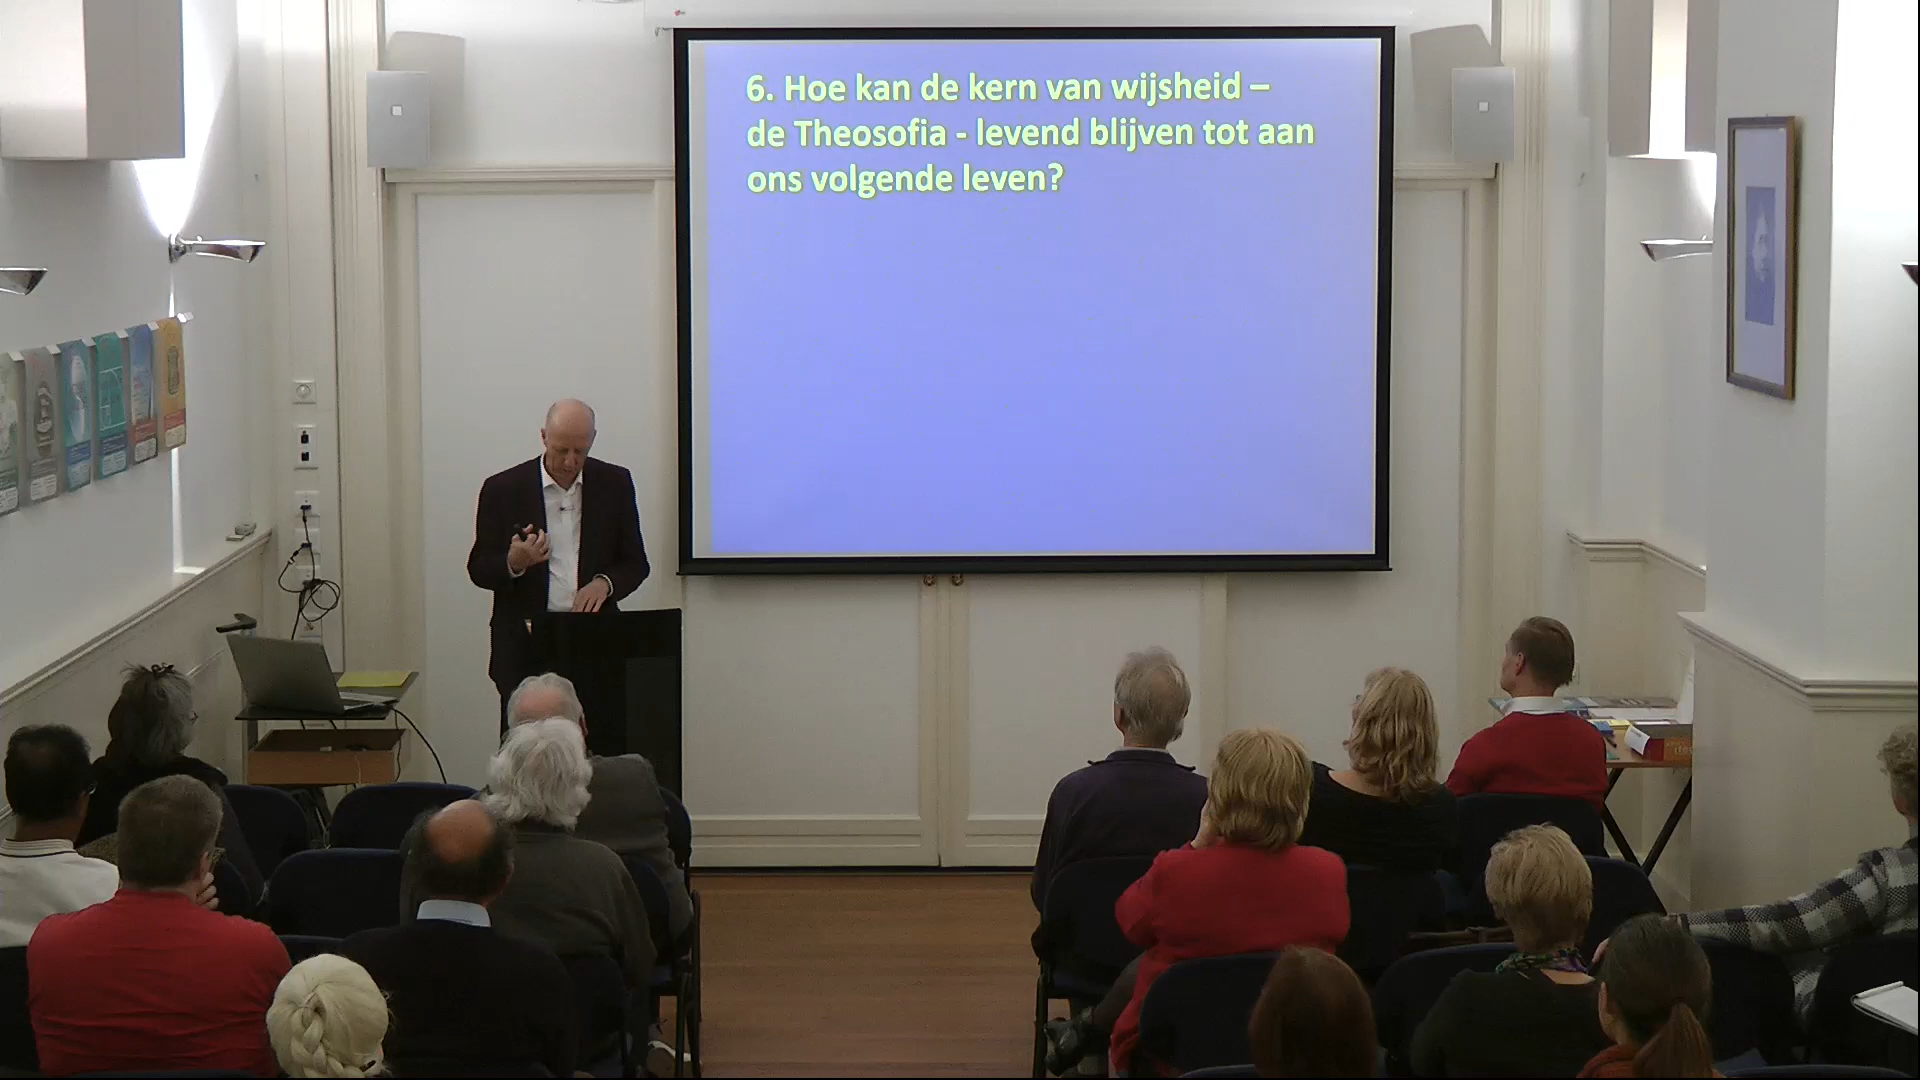 6. Hoe kan de kern van wijsheid –
de Theosofia - levend blijven tot aan
ons volgende leven?